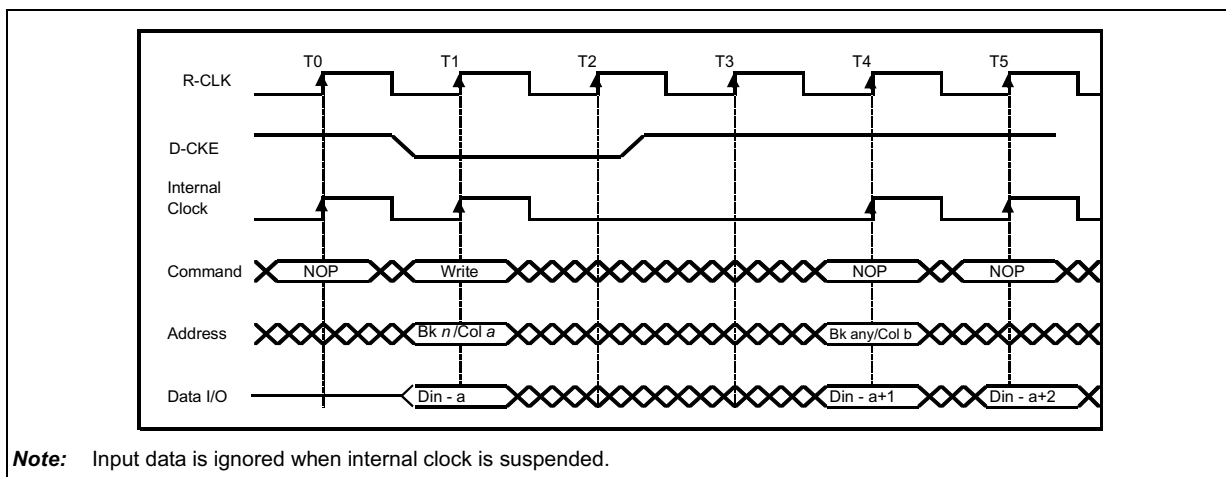 T0 T1 T2 T3 T4 T5
R-CLK
D-CKE
Internal
Clock
Command NOP Write NOP NOP
Address Bk n/Col a Bk any/Col b
Data I/O Din - a Din - a+1 Din - a+2
Note: Input data is ignored when internal clock is suspended.